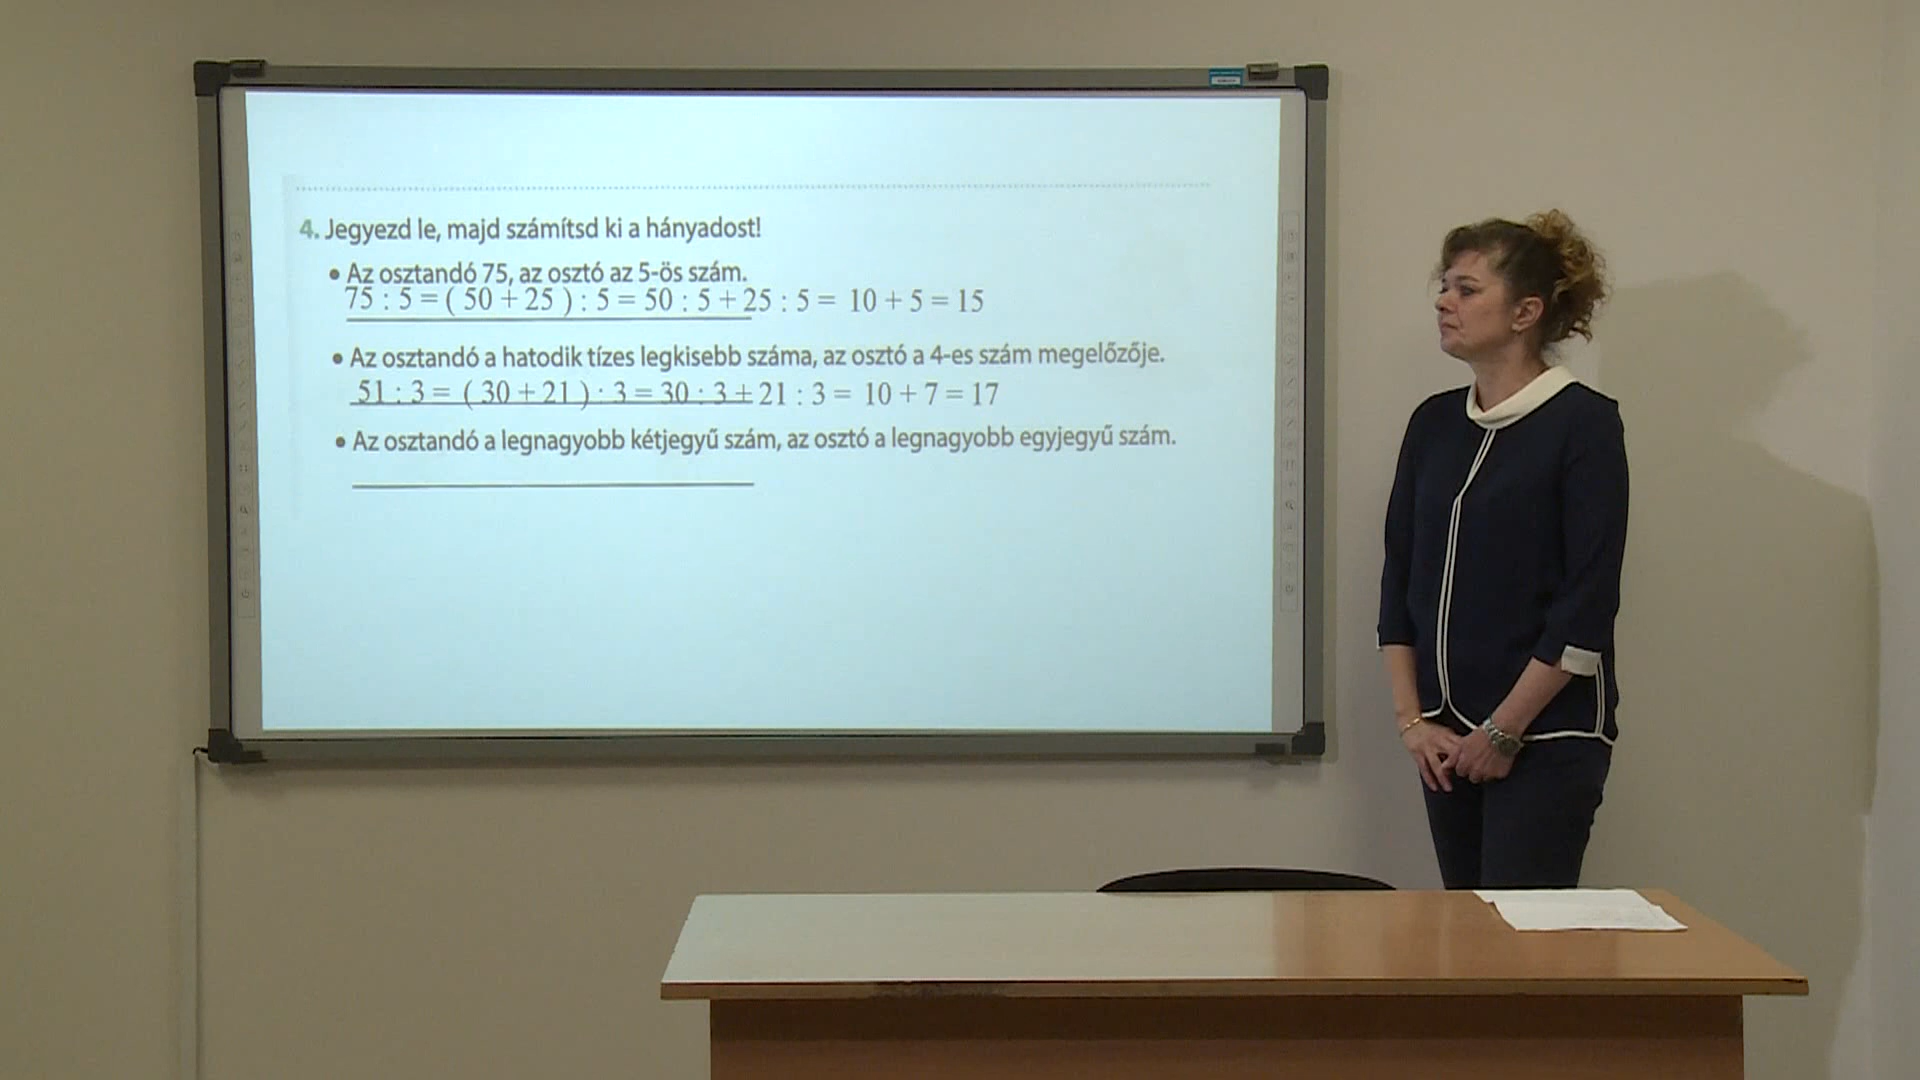 4. Jegyezd le, majd számítsd ki a hányadost!
• Az osztandó 75, az osztó az 5-ös szám.
75 : 5 = ( 50 + 25 ) : 5 = 50 : 5 + 25 : 5 = 10 + 5 = 15
• Az osztandó a hatodik tízes legkisebb száma, az osztó a 4-es szám megelőzője.
51 : 3 = ( 30 + 21 ) : 3 = 30 : 3 + 21 : 3 = 10 + 7 = 17
• Az osztandó a legnagyobb kétjegyű szám, az osztó a legnagyobb egyjegyű szám.